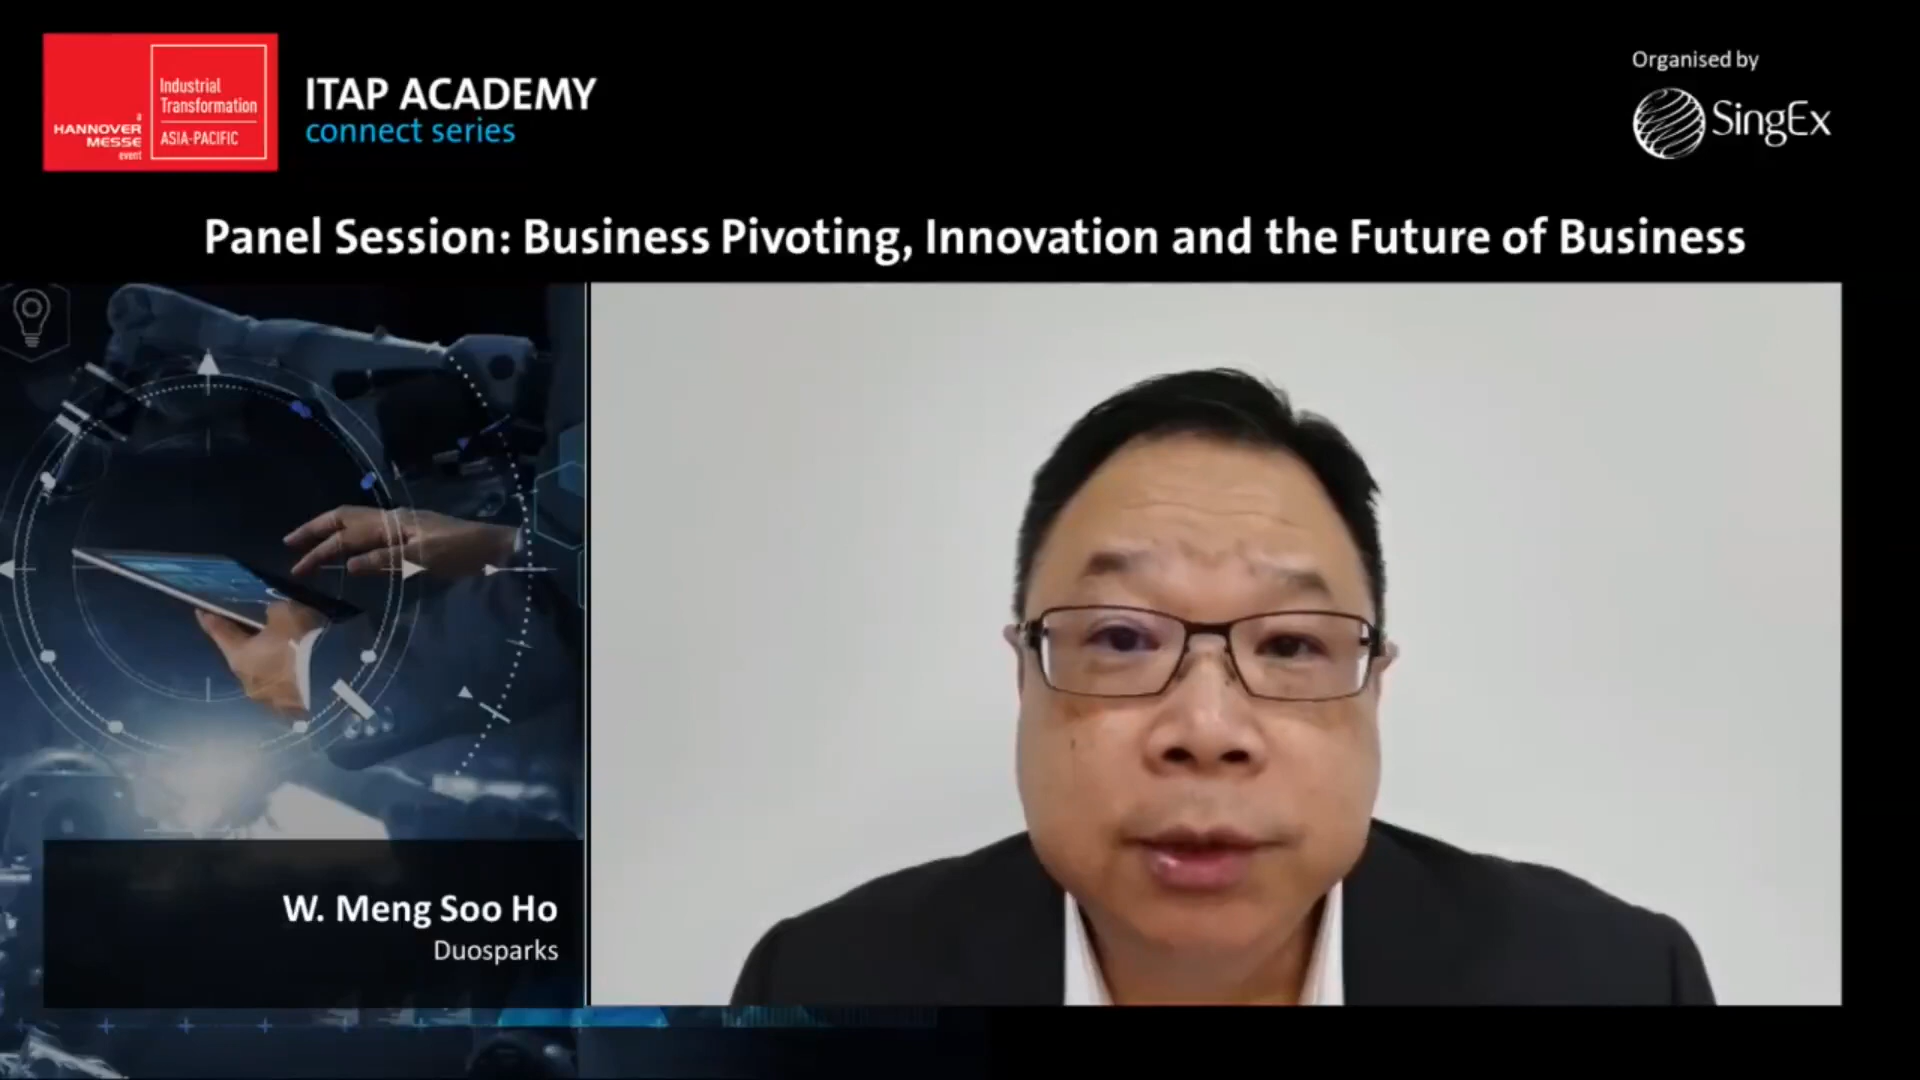 a
HANNOVER
MESSE
event
Industrial
Transformation
ASIA-PACIFIC
ITAP ACADEMY
connect series
Organised by
SingEx
Panel Session: Business Pivoting, Innovation and the Future of Business
W. Meng Soo Ho
Duosparks